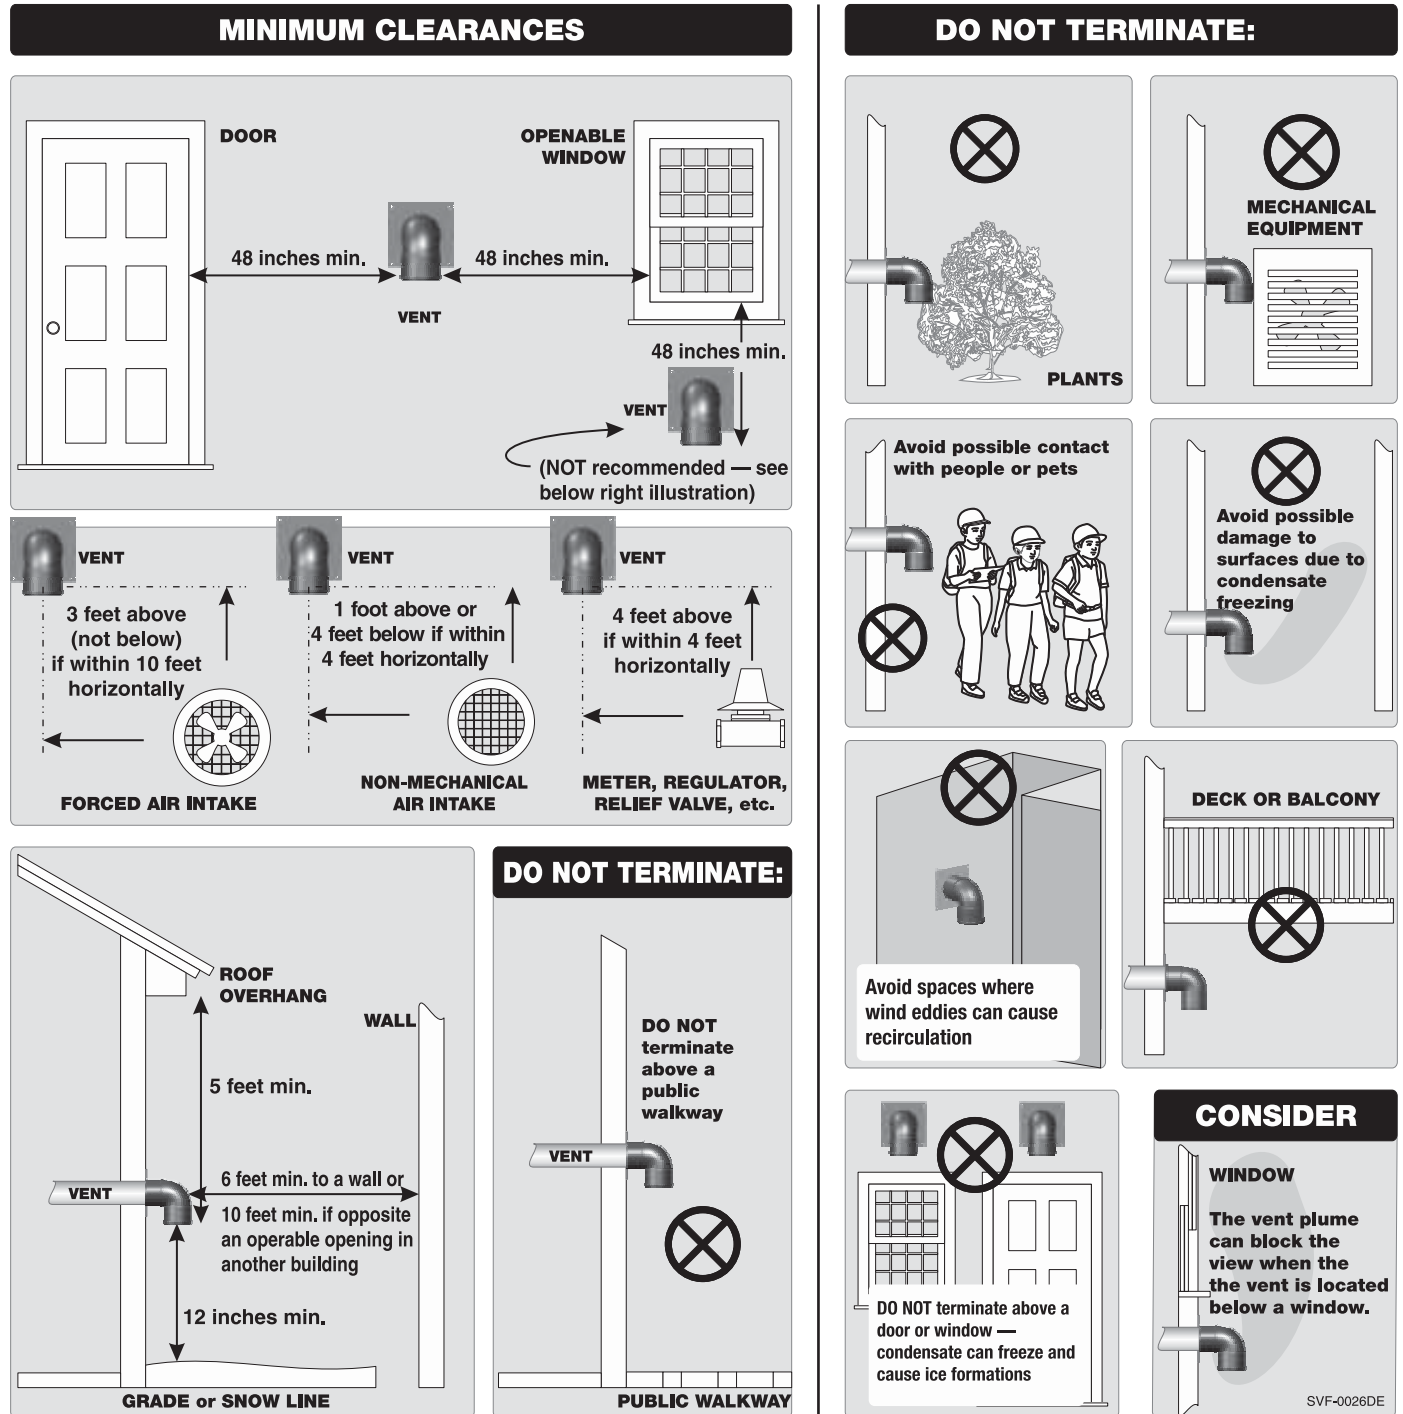 MINIMUM CLEARANCES
DOOR
OPENABLE
WINDOW
48 inches min.
48 inches min.
VENT
48 inches min.
VENT
(NOT recommended — see
below right illustration)
VENT
3 feet above
(not below)
if within 10 feet
horizontally
FORCED AIR INTAKE
VENT
1 foot above or
4 feet below if within
4 feet horizontally
NON-MECHANICAL
AIR INTAKE
VENT
4 feet above
if within 4 feet
horizontally
METER, REGULATOR,
RELIEF VALVE, etc.
ROOF
OVERHANG
WALL
5 feet min.
VENT
6 feet min. to a wall or
10 feet min. if opposite
an operable opening in
another building
12 inches min.
GRADE or SNOW LINE
DO NOT TERMINATE:
DO NOT
terminate
above a
public
walkway
VENT
PUBLIC WALKWAY
DO NOT TERMINATE:
PLANTS
MECHANICAL
EQUIPMENT
Avoid possible contact
with people or pets
Avoid possible
damage to
surfaces due to
condensate
freezing
Avoid spaces where
wind eddies can cause
recirculation
DECK OR BALCONY
DO NOT terminate above a
door or window —
condensate can freeze and
cause ice formations
CONSIDER
WINDOW
The vent plume
can block the
view when the
the vent is located
below a window.
SVF-0026DE